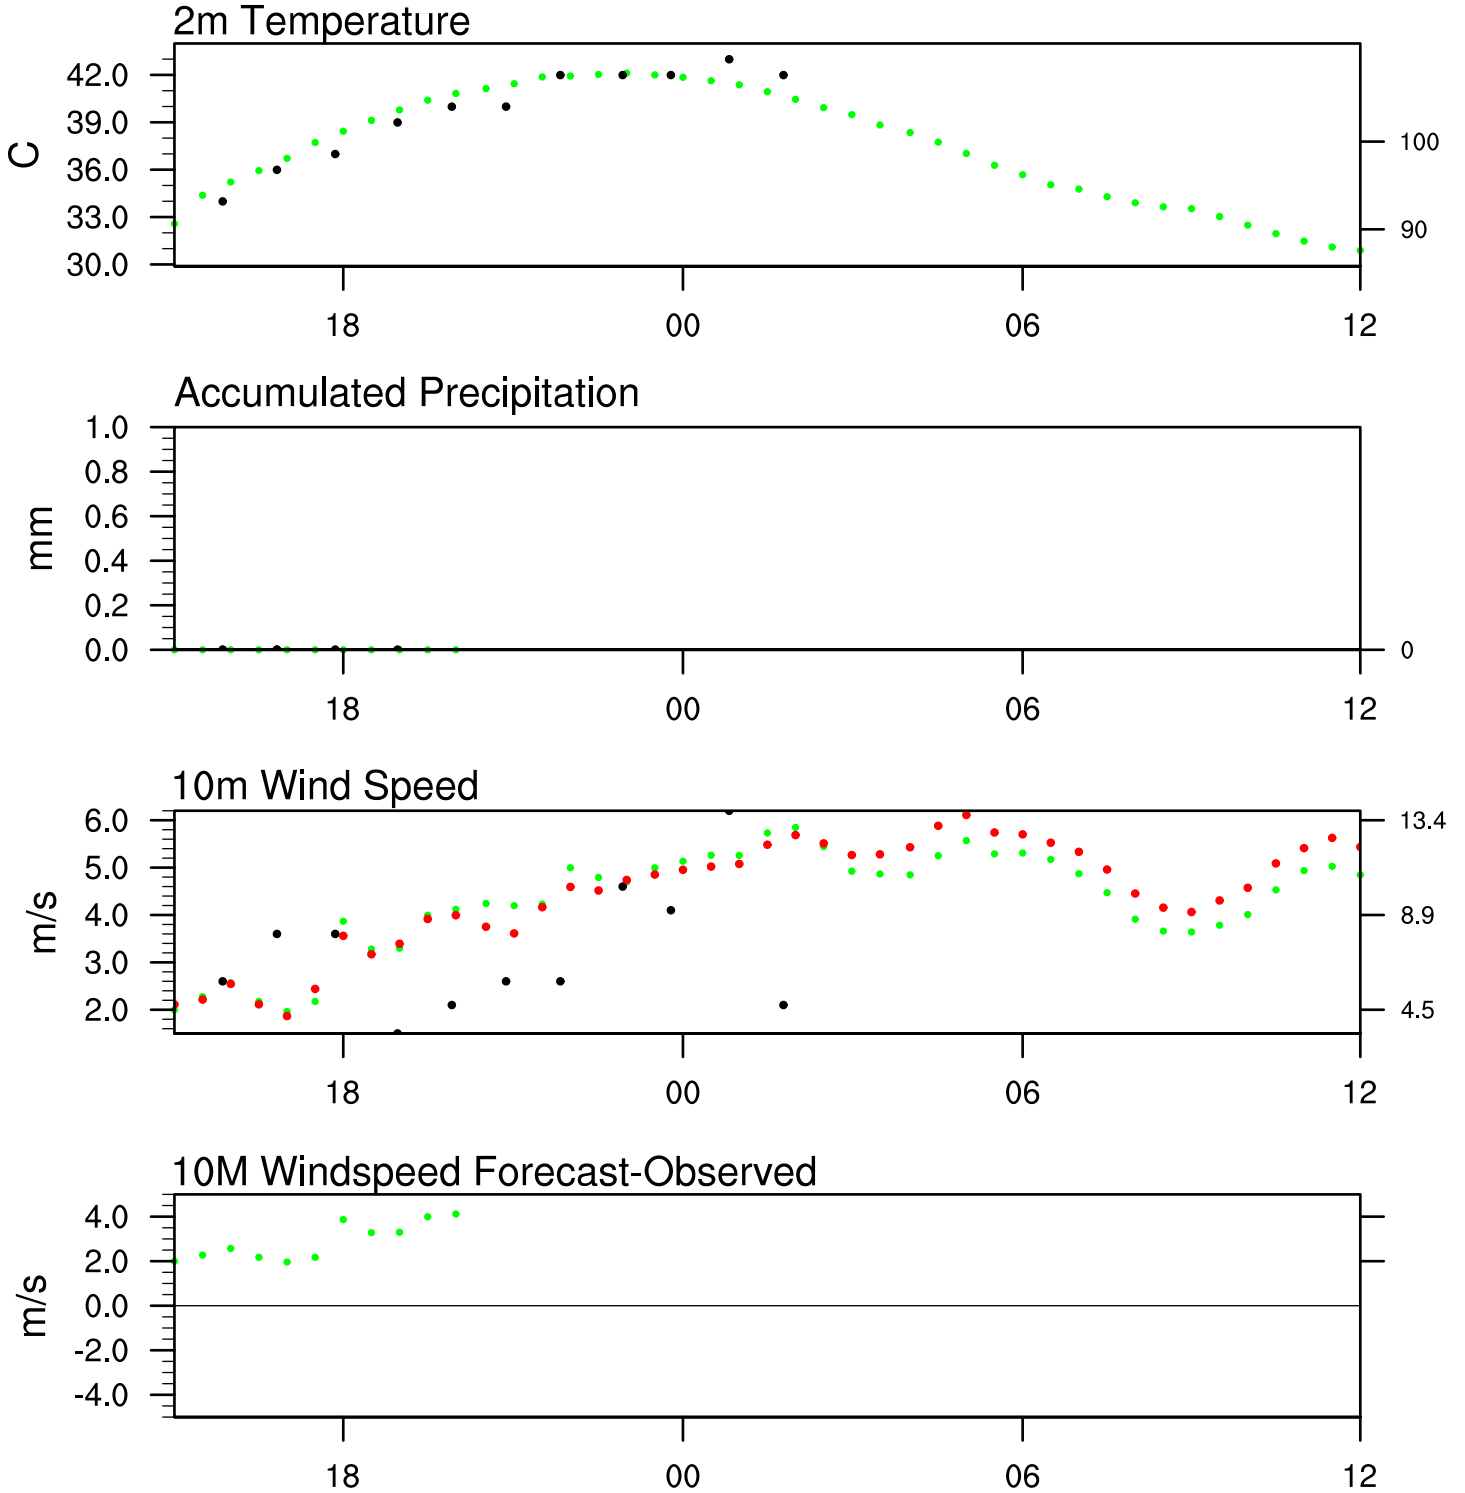 2m Temperature
C
42.0
39.0
36.0
33.0
30.0
100
90
18 00 06 12
Accumulated Precipitation
mm
1.0
0.8
0.6
0.4
0.2
0.0
0
18 00 06 12
10m Wind Speed
m/s
6.0
5.0
4.0
3.0
2.0
13.4
8.9
4.5
18 00 06 12
10M Windspeed Forecast-Observed
m/s
4.0
2.0
0.0
-2.0
-4.0
18 00 06 12